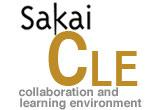 Sakai
CLE
collaboration and
learning environment